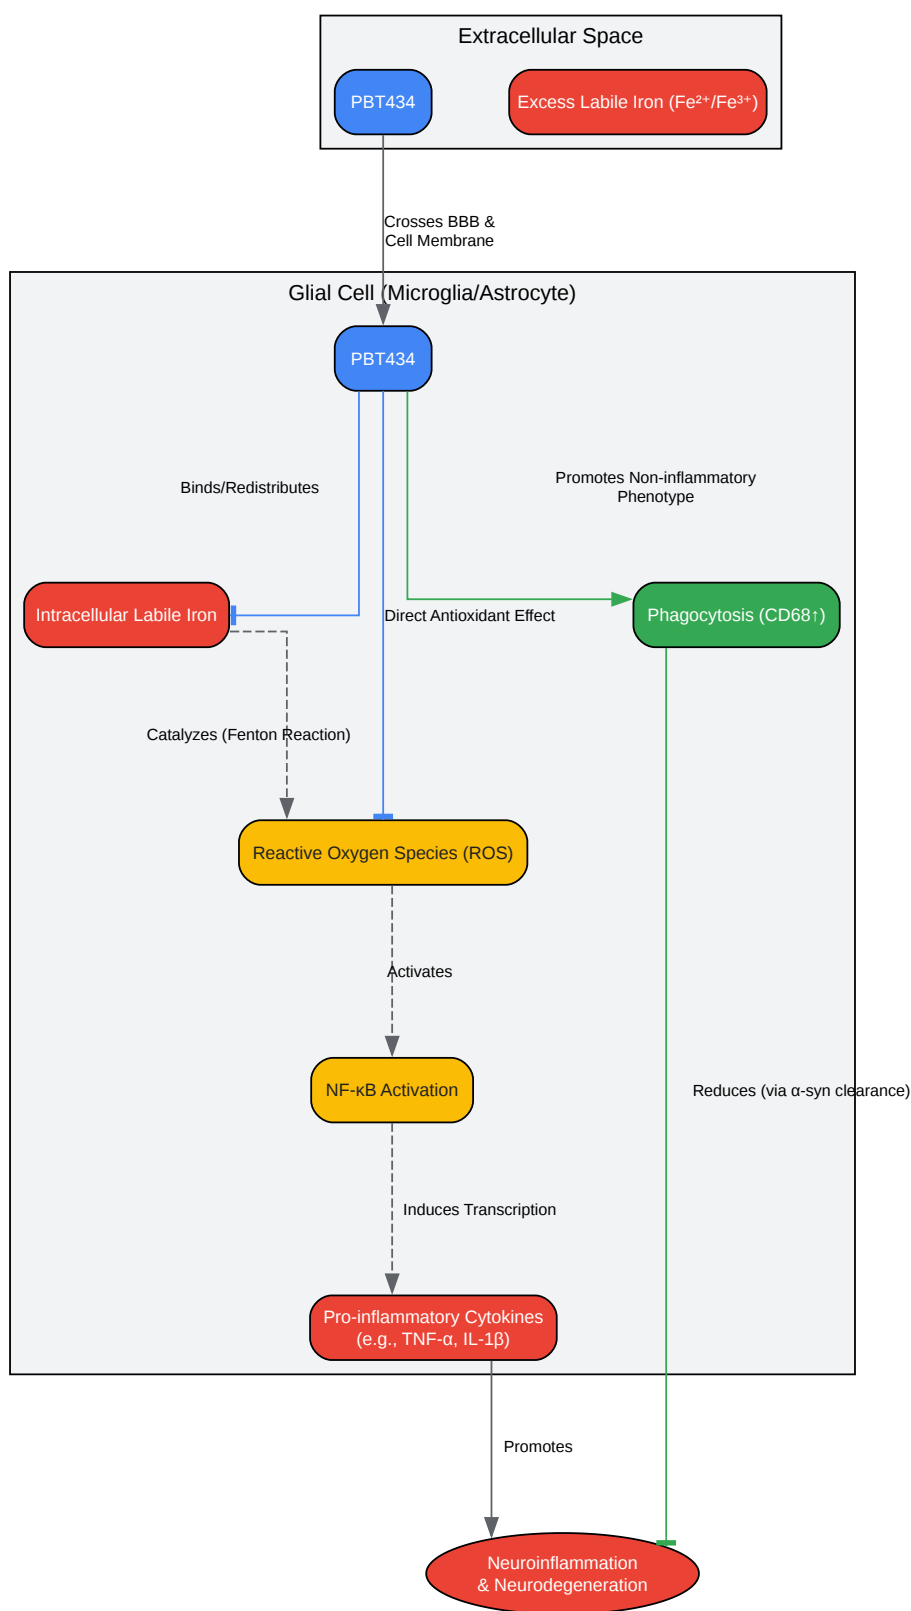 Extracellular Space
PBT434
Excess Labile Iron (Fe²⁺/Fe³⁺)
Crosses BBB &
Cell Membrane
Glial Cell (Microglia/Astrocyte)
PBT434
Binds/Redistributes
Promotes Non-inflammatory
Phenotype
Intracellular Labile Iron
Direct Antioxidant Effect
Phagocytosis (CD68↑)
Catalyzes (Fenton Reaction)
Reactive Oxygen Species (ROS)
Activates
NF-κB Activation
Reduces (via α-syn clearance)
Induces Transcription
Pro-inflammatory Cytokines
(e.g., TNF-α, IL-1β)
Promotes
Neuroinflammation
& Neurodegeneration